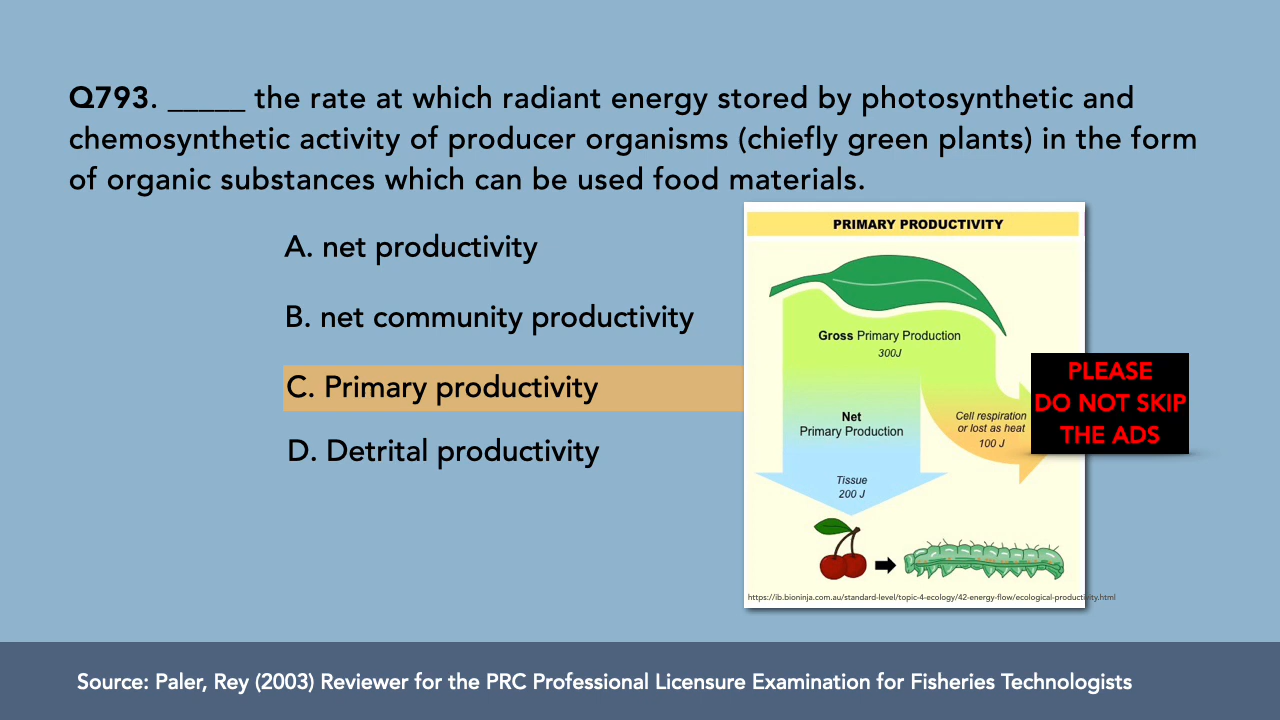 Q793. _____ the rate at which radiant energy stored by photosynthetic and
chemosynthetic activity of producer organisms (chiefly green plants) in the form
of organic substances which can be used food materials.
A. net productivity
B. net community productivity
C. Primary productivity
D. Detrital productivity
PRIMARY PRODUCTIVITY
Gross Primary Production
300J
Net
Primary Production
Cell respiration
or lost as heat
100 J
Tissue
200 J
https://ib.bioninja.com.au/standard-level/topic-4-ecology/42-energy-flow/ecological-productivity.html
PLEASE
DO NOT SKIP
THE ADS
Source: Paler, Rey (2003) Reviewer for the PRC Professional Licensure Examination for Fisheries Technologists